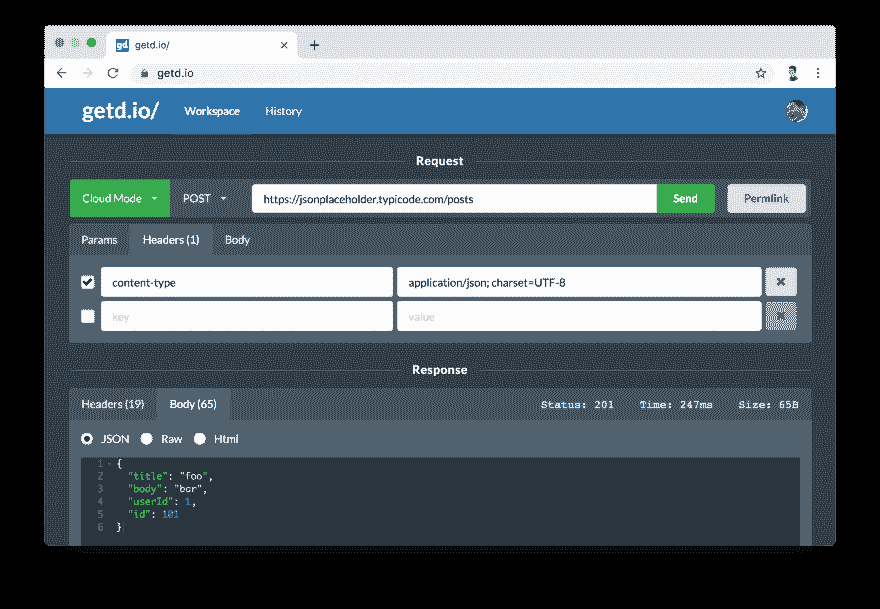 gd getd.io/
getd.io
getd.io/ Workspace History
Request
Cloud Mode POST https://jsonplaceholder.typicode.com/posts Send Permlink
Params Headers (1) Body
content-type application/json; charset=UTF-8
key value
Response
Headers (19) Body (65) Status: 201 Time: 247ms Size: 65B
JSON Raw Html
1 {
2 "title": "foo",
3 "body": "bar",
4 "userId": 1,
5 "id": 101
6 }